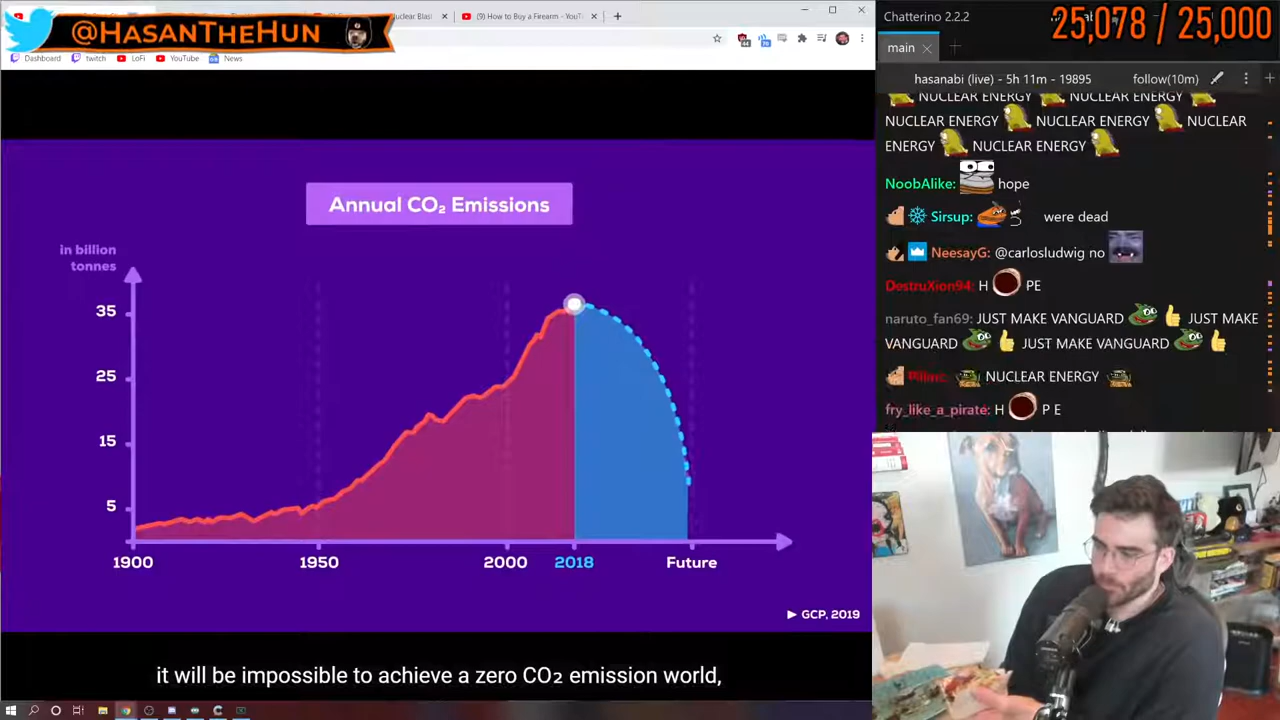 @HasanTheHun
Nuclear Blast
(9) How to Buy a Firearm - YouT
Dashboard twitch LoFi YouTube News
Annual CO₂ Emissions
in billion
tonnes
35
25
15
5
1900 1950 2000 2018 Future
▶ GCP, 2019
it will be impossible to achieve a zero CO₂ emission world,
Chatterino 2.2.2
25,078 / 25,000
main
hasanabi (live) - 5h 11m - 19895 follow(10m)
NUCLEAR ENERGY NUCLEAR ENERGY
NUCLEAR ENERGY NUCLEAR ENERGY NUCLEAR
ENERGY NUCLEAR ENERGY
NoobAlike: hope
Sirsup: were dead
NeesayG: @carlosludwig no
DestruXion94: H PE
naruto_fan69: JUST MAKE VANGUARD JUST MAKE
VANGUARD JUST MAKE VANGUARD
NUCLEAR ENERGY
fry_like_a_pirate: H P E